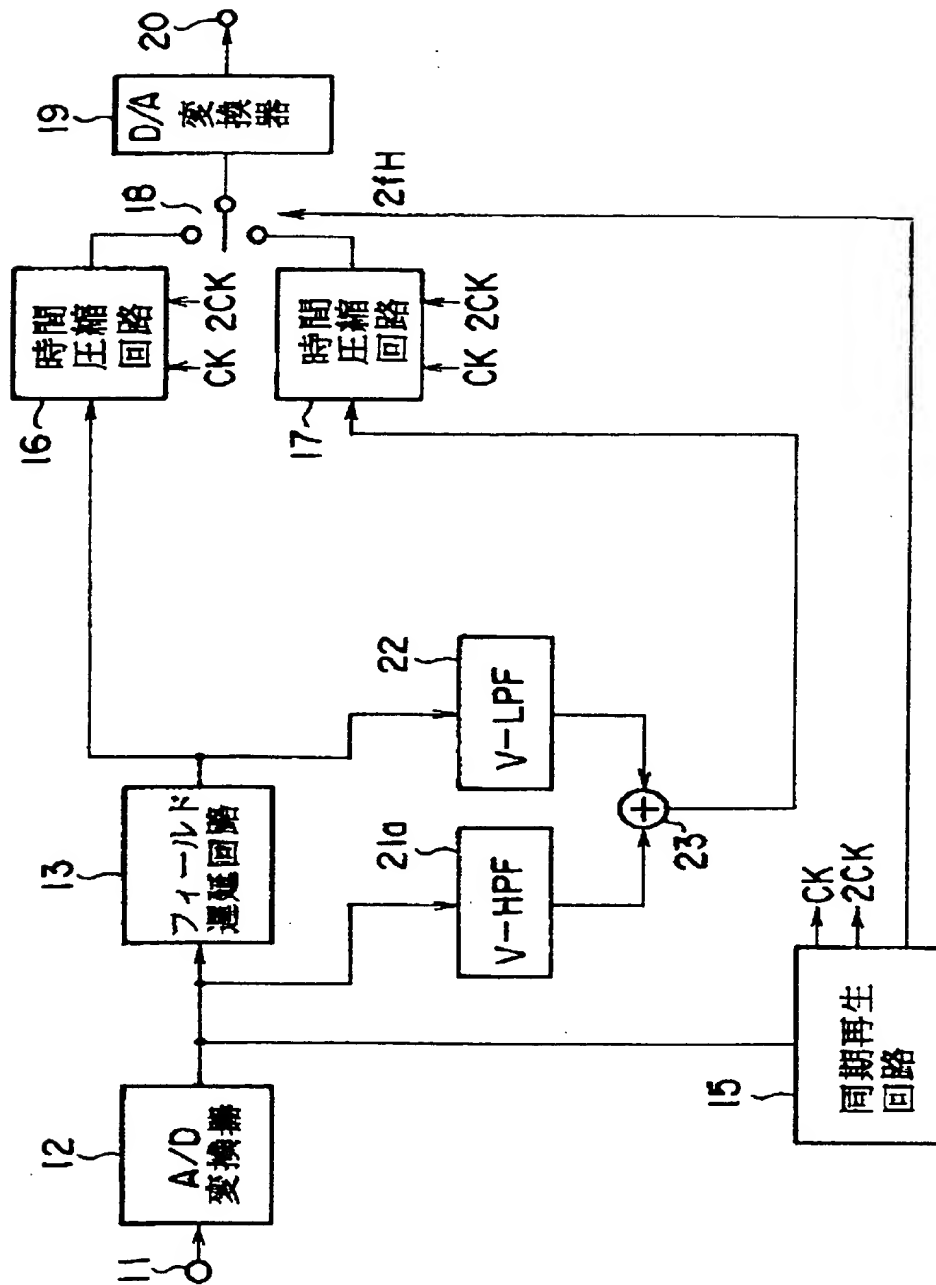 11
12
A/D
変換器
13
フィールド
遅延回路
15
同期再生
回路
CK
2CK
21a
V-HPF
22
V-LPF
23
16
時間
圧縮
回路
CK 2CK
17
時間
圧縮
回路
CK 2CK
18
2fH
19
D/A
変換器
20